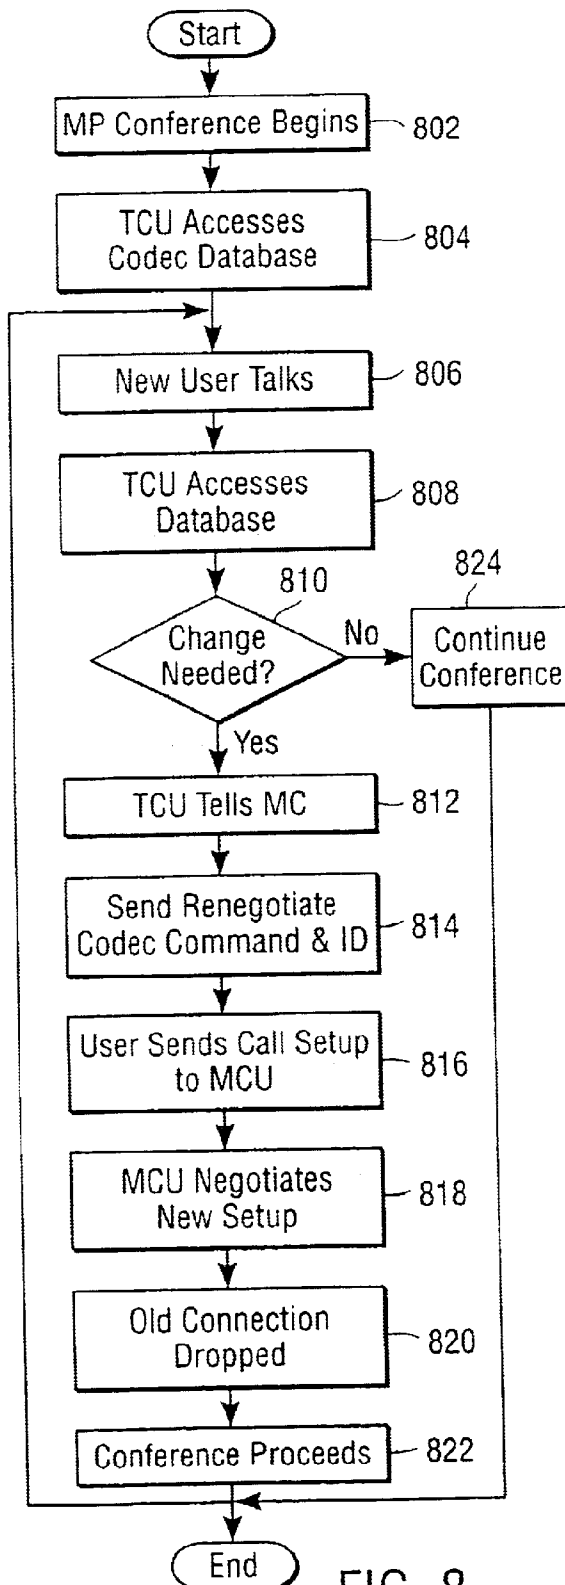 Start
MP Conference Begins
802
TCU Accesses
Codec Database
804
New User Talks
806
TCU Accesses
Database
808
810
824
Change
Needed?
No
Continue
Conference
Yes
TCU Tells MC
812
Send Renegotiate
Codec Command & ID
814
User Sends Call Setup
to MCU
816
MCU Negotiates
New Setup
818
Old Connection
Dropped
820
Conference Proceeds
822
End
FIG. 8